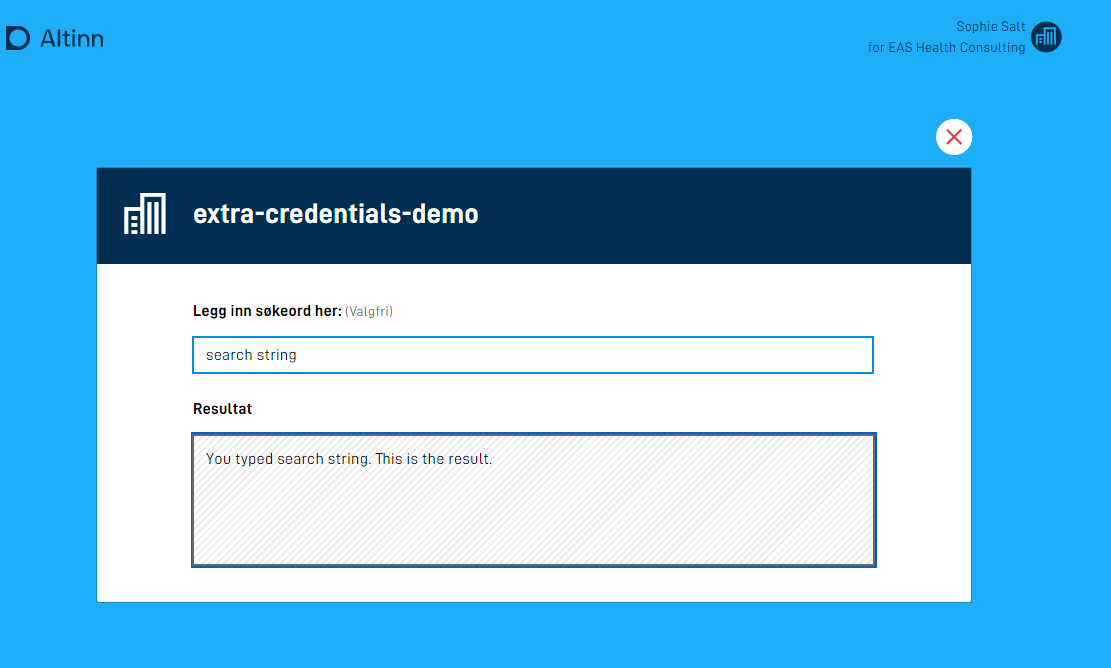 Altinn
Sophie Salt
for EAS Health Consulting
extra-credentials-demo
Legg inn søkeord her: (Valgfri)
search string
Resultat
You typed search string. This is the result.